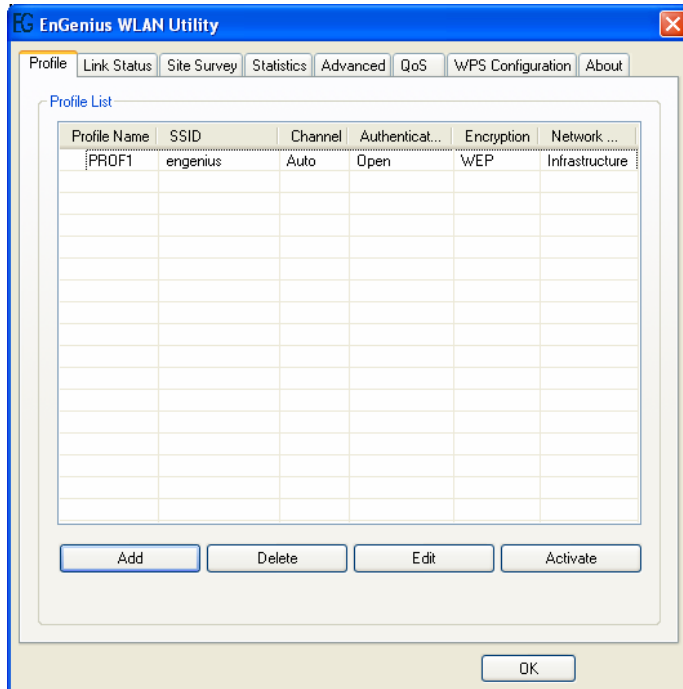 EG EnGenius WLAN Utility
Profile Link Status Site Survey Statistics Advanced QoS WPS Configuration About
Profile List
Profile Name SSID Channel Authenticat... Encryption Network ...
PROF1 engenius Auto Open WEP Infrastructure
Add Delete Edit Activate
OK